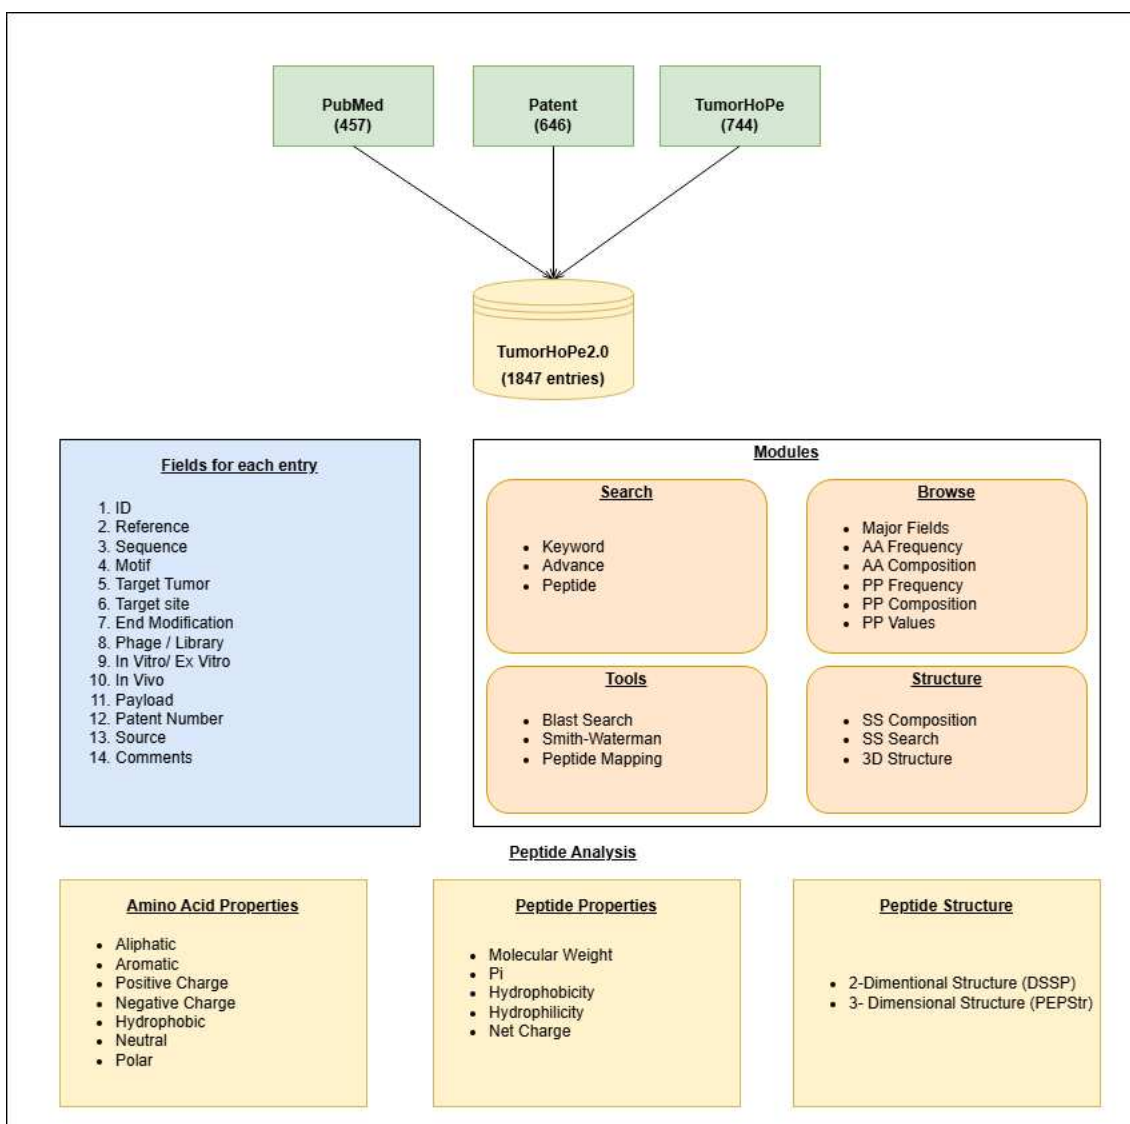 PubMed
(457)
Patent
(646)
TumorHoPe
(744)
TumorHoPe2.0
(1847 entries)
Fields for each entry
1. ID
2. Reference
3. Sequence
4. Motif
5. Target Tumor
6. Target site
7. End Modification
8. Phage / Library
9. In Vitro/ Ex Vitro
10. In Vivo
11. Payload
12. Patent Number
13. Source
14. Comments
Modules
Search
• Keyword
• Advance
• Peptide
Browse
• Major Fields
• AA Frequency
• AA Composition
• PP Frequency
• PP Composition
• PP Values
Tools
• Blast Search
• Smith-Waterman
• Peptide Mapping
Structure
• SS Composition
• SS Search
• 3D Structure
Peptide Analysis
Amino Acid Properties
• Aliphatic
• Aromatic
• Positive Charge
• Negative Charge
• Hydrophobic
• Neutral
• Polar
Peptide Properties
• Molecular Weight
• Pi
• Hydrophobicity
• Hydrophilicity
• Net Charge
Peptide Structure
• 2-Dimentional Structure (DSSP)
• 3- Dimensional Structure (PEPStr)